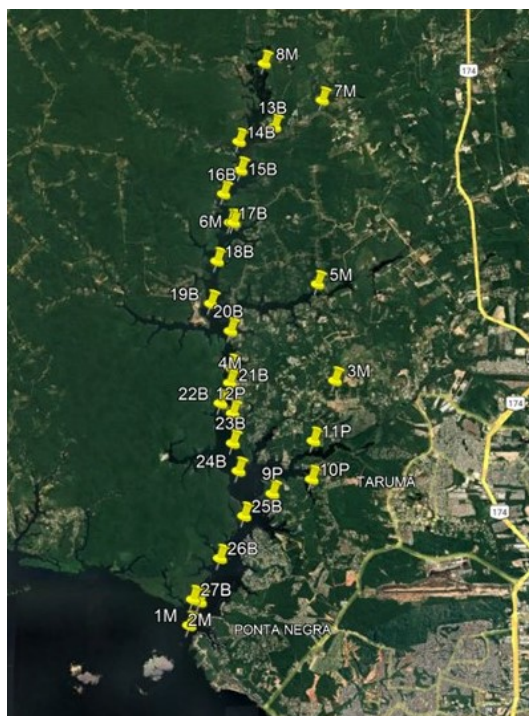 8M
174
7M
13B
14B
15B
16B
17B
6M
18B
5M
19B
20B
4M
21B
3M
22B
12P
174
23B
11P
24B
9P
10P
TARUMÃ
25B
174
26B
27B
1M
2M
PONTA NEGRA